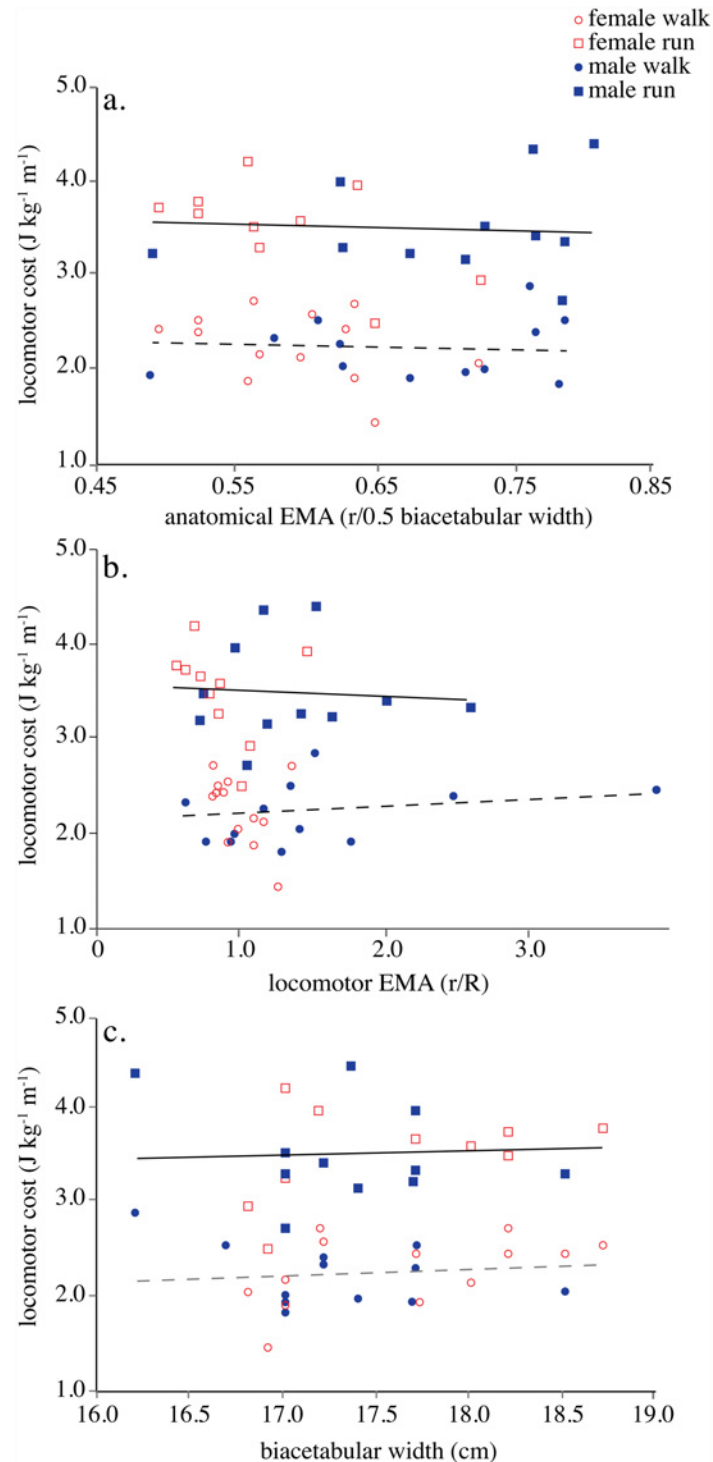 female walk
female run
male walk
male run
a.
5.0
4.0
3.0
2.0
1.0
locomotor cost (J kg⁻¹ m⁻¹)
0.45 0.55 0.65 0.75 0.85
anatomical EMA (r/0.5 biacetabular width)
b.
5.0
4.0
3.0
2.0
1.0
locomotor cost (J kg⁻¹ m⁻¹)
0 1.0 2.0 3.0
locomotor EMA (r/R)
c.
5.0
4.0
3.0
2.0
1.0
locomotor cost (J kg⁻¹ m⁻¹)
16.0 16.5 17.0 17.5 18.0 18.5 19.0
biacetabular width (cm)